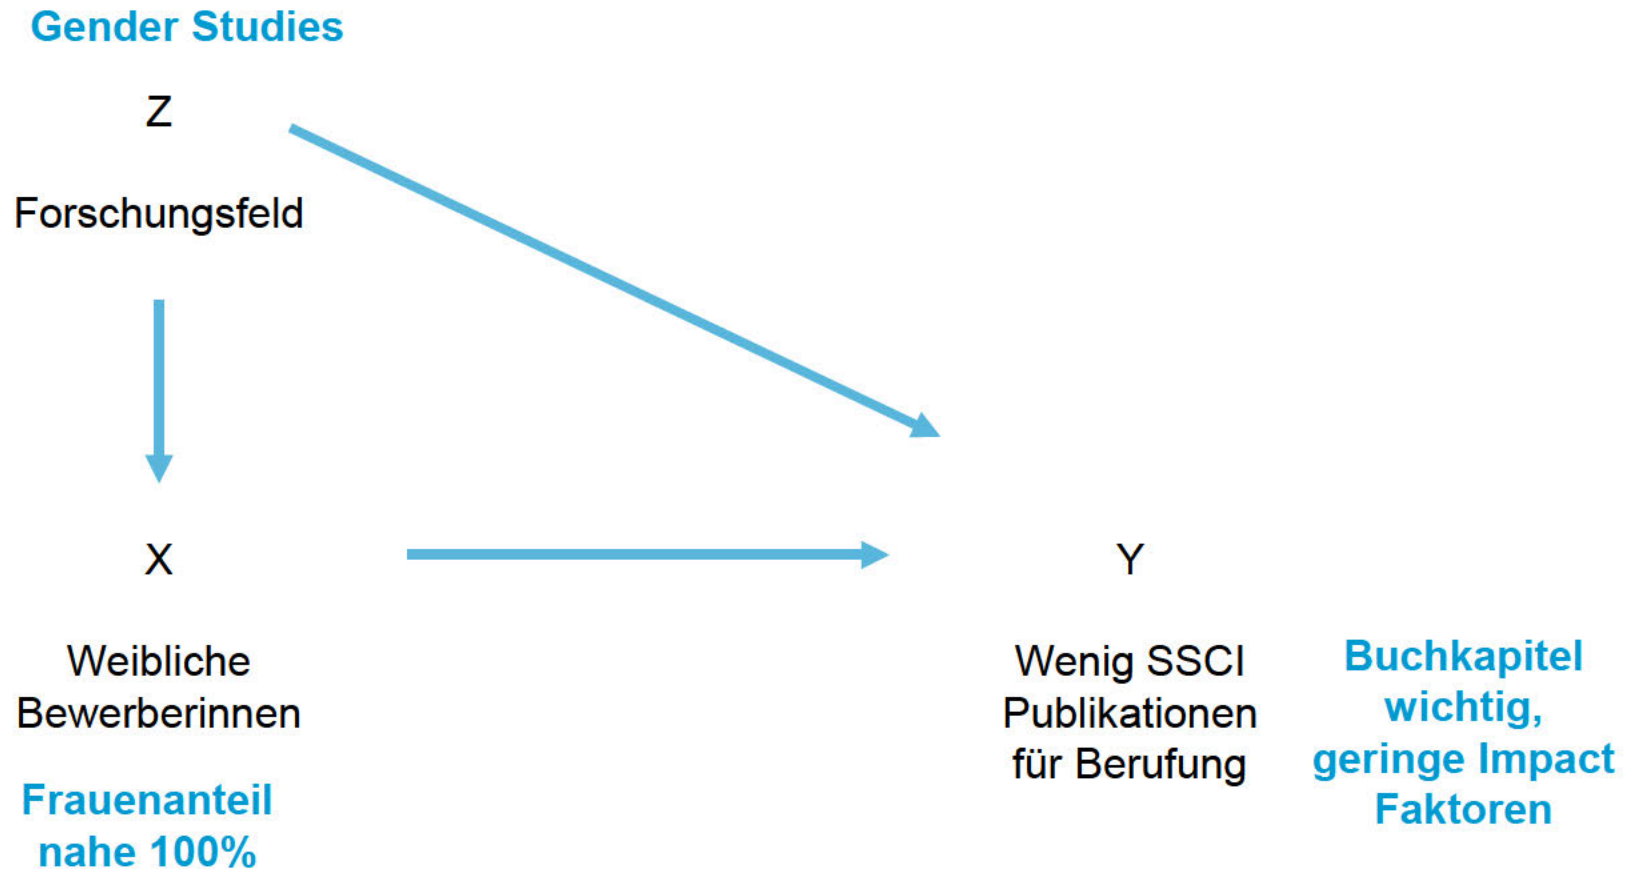 Gender Studies
Z
Forschungsfeld
X
Weibliche
Bewerberinnen
Frauenanteil
nahe 100%
Y
Wenig SSCI
Publikationen
für Berufung
Buchkapitel
wichtig,
geringe Impact
Faktoren